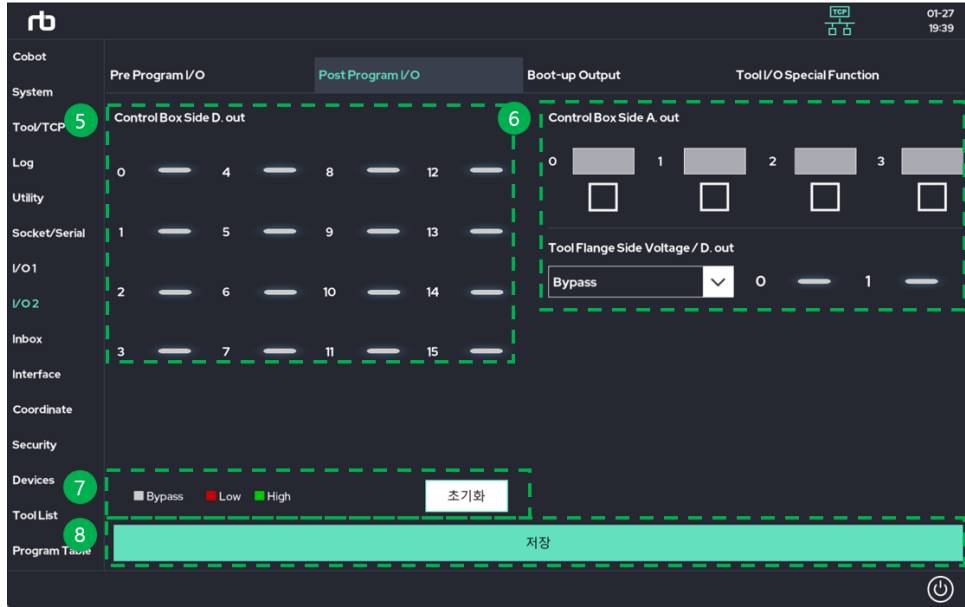 rb
TCP
01-27
19:39
Cobot
System
Tool/TCP
Log
Utility
Socket/Serial
I/O 1
I/O 2
Inbox
Interface
Coordinate
Security
Devices
Tool List
Program Table
Pre Program I/O
Post Program I/O
Boot-up Output
Tool I/O Special Function
5
Control Box Side D. out
0 4 8 12
1 5 9 13
2 6 10 14
3 7 11 15
6
Control Box Side A. out
0 1 2 3
Tool Flange Side Voltage / D. out
Bypass 0 1
7
Bypass Low High 초기화
8
저장